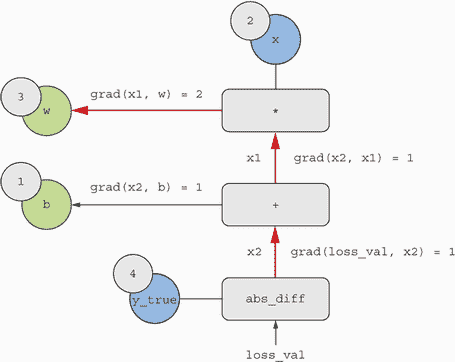 2
x
3
w
grad(x1, w) = 2
*
x1
grad(x2, x1) = 1
1
b
grad(x2, b) = 1
+
x2
grad(loss_val, x2) = 1
4
y_true
abs_diff
loss_val